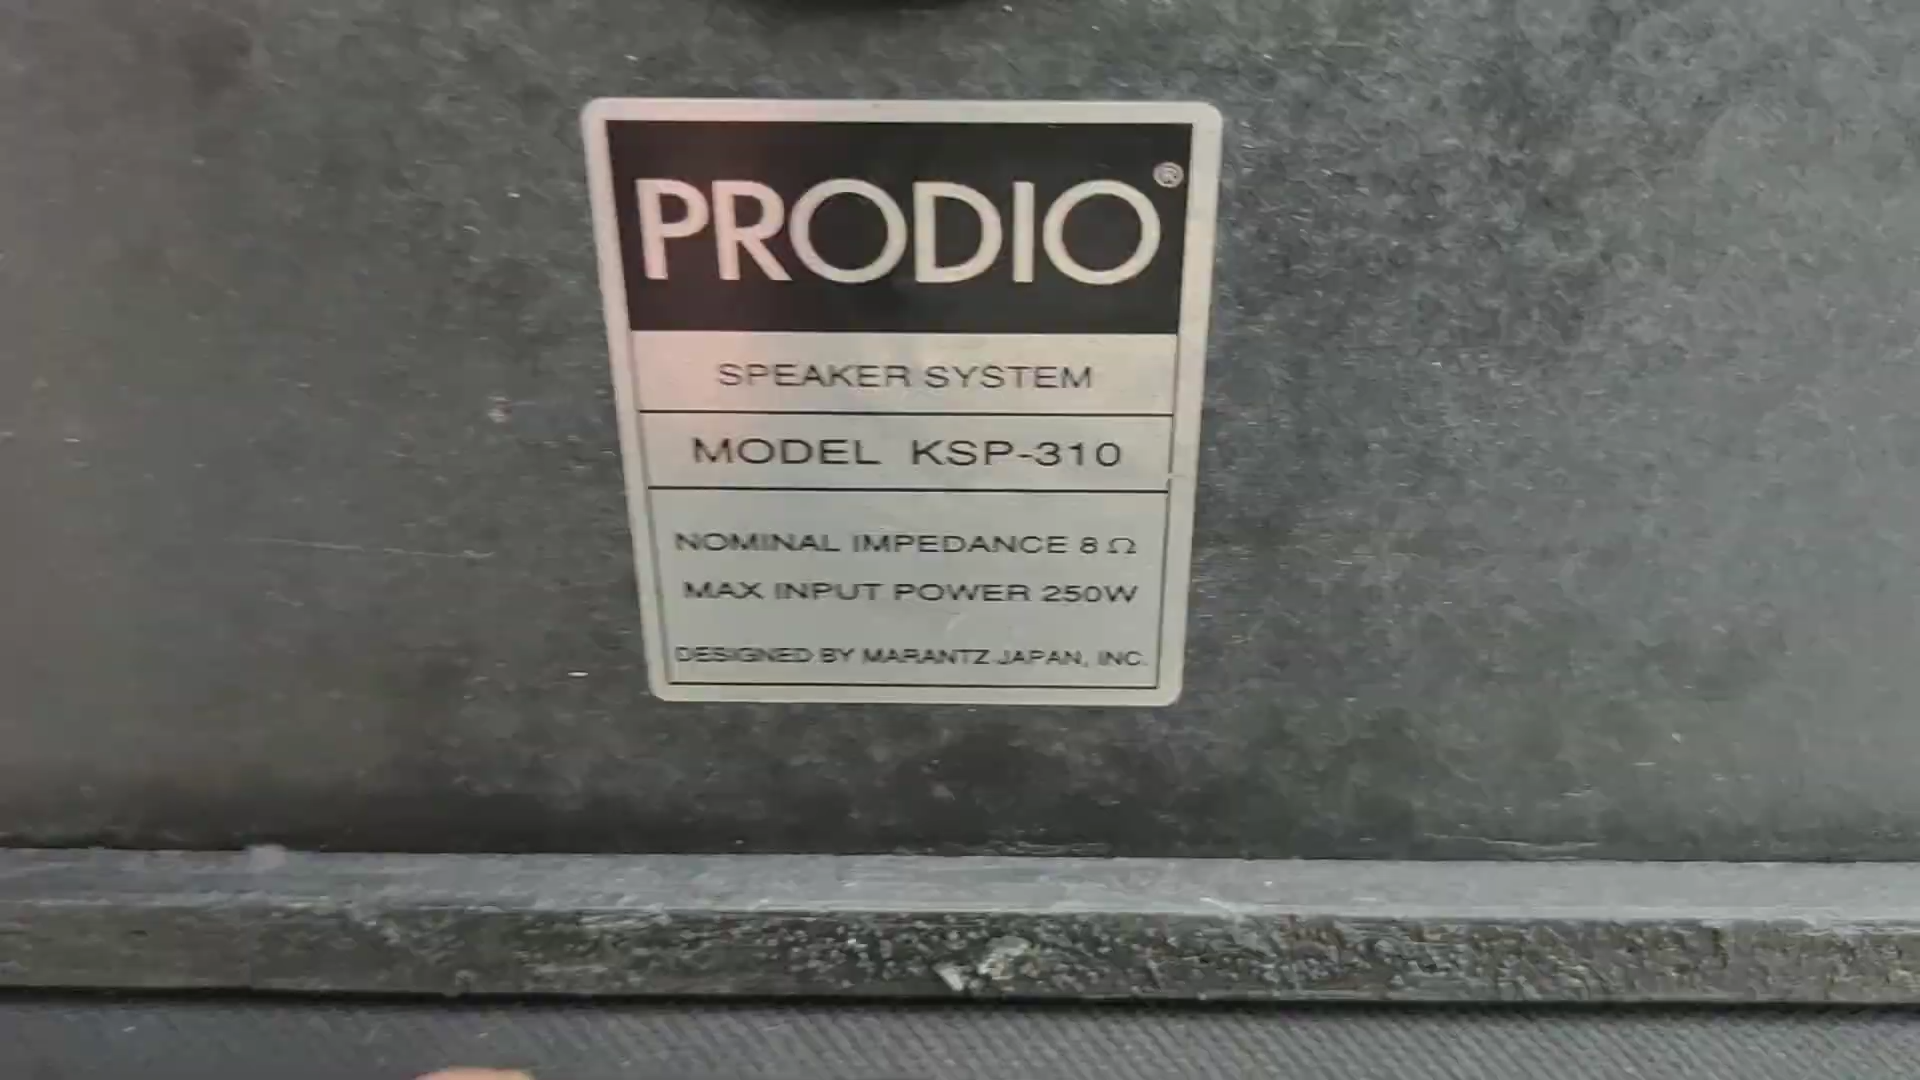 PRODIO®
SPEAKER SYSTEM
MODEL KSP-310
NOMINAL IMPEDANCE 8 Ω
MAX INPUT POWER 250W
DESIGNED BY MARANTZ JAPAN, INC.